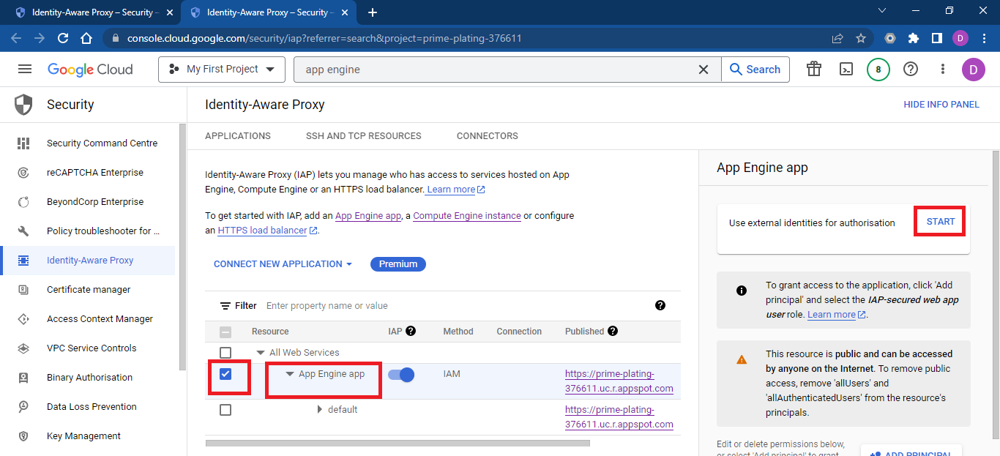 Identity-Aware Proxy – Security –
Identity-Aware Proxy – Security –
console.cloud.google.com/security/iap?referrer=search&project=prime-plating-376611
D
Google Cloud
My First Project
app engine
Search
8
D
Security
Identity-Aware Proxy
HIDE INFO PANEL
Security Command Centre
reCAPTCHA Enterprise
BeyondCorp Enterprise
Policy troubleshooter for ...
Identity-Aware Proxy
Certificate manager
Access Context Manager
VPC Service Controls
Binary Authorisation
Data Loss Prevention
Key Management
APPLICATIONS
SSH AND TCP RESOURCES
CONNECTORS
Identity-Aware Proxy (IAP) lets you manage who has access to services hosted on App
Engine, Compute Engine or an HTTPS load balancer. Learn more
To get started with IAP, add an App Engine app, a Compute Engine instance or configure
an HTTPS load balancer.
CONNECT NEW APPLICATION
Premium
Filter
Enter property name or value
Resource
IAP
Method
Connection
Published
All Web Services
App Engine app
IAM
https://prime-plating-
376611.uc.r.appspot.com
default
https://prime-plating-
376611.uc.r.appspot.com
App Engine app
Use external identities for authorisation
START
To grant access to the application, click 'Add
principal' and select the IAP-secured web app
user role. Learn more.
This resource is public and can be accessed
by anyone on the Internet. To remove public
access, remove 'allUsers' and
'allAuthenticatedUsers' from the resource's
principals.
Edit or delete permissions below,
or select 'Add principal' to grant
ADD PRINCIPAL